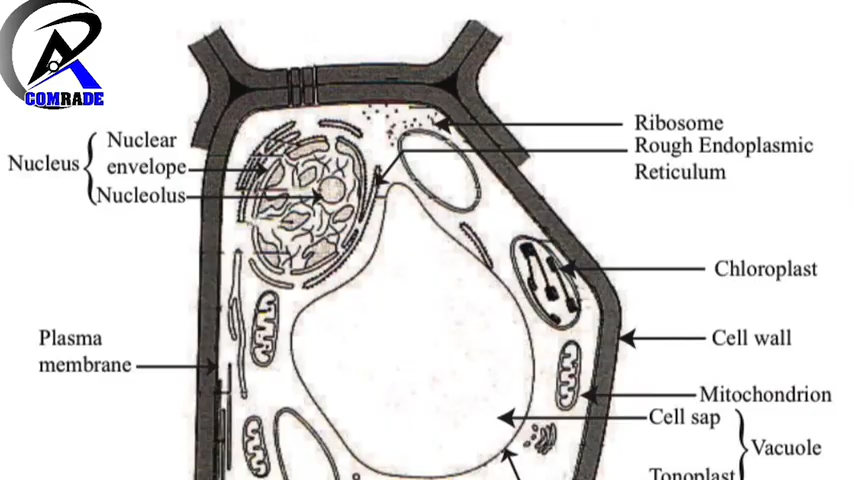 COMRADE
Nuclear
envelope
Nucleus
Nucleolus
Plasma
membrane
Ribosome
Rough Endoplasmic
Reticulum
Chloroplast
Cell wall
Mitochondrion
Cell sap
Vacuole
Tonoplast